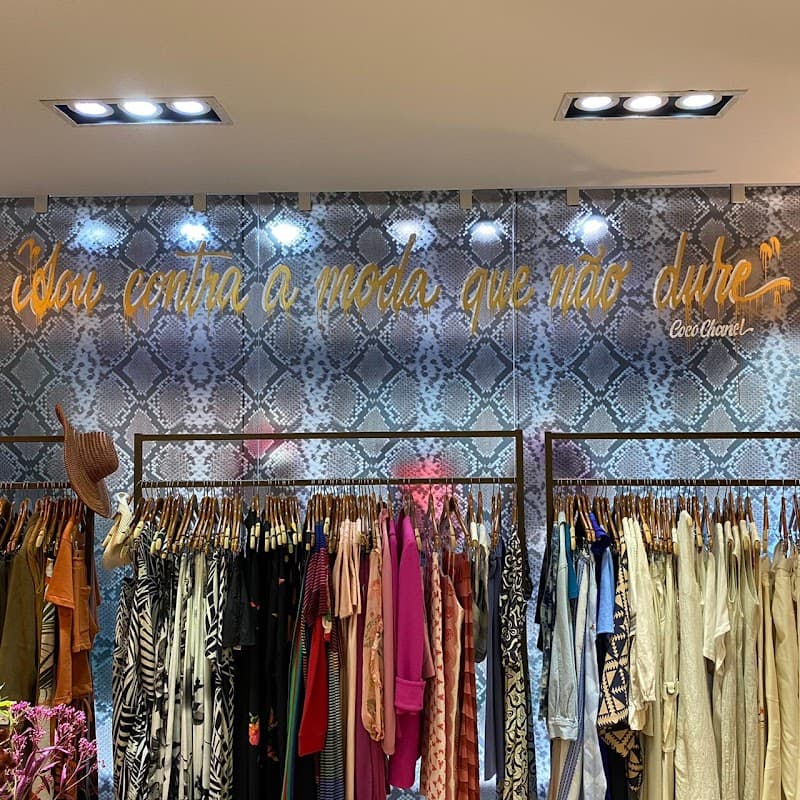 "Sou contra a moda que não dure"
Coco Chanel